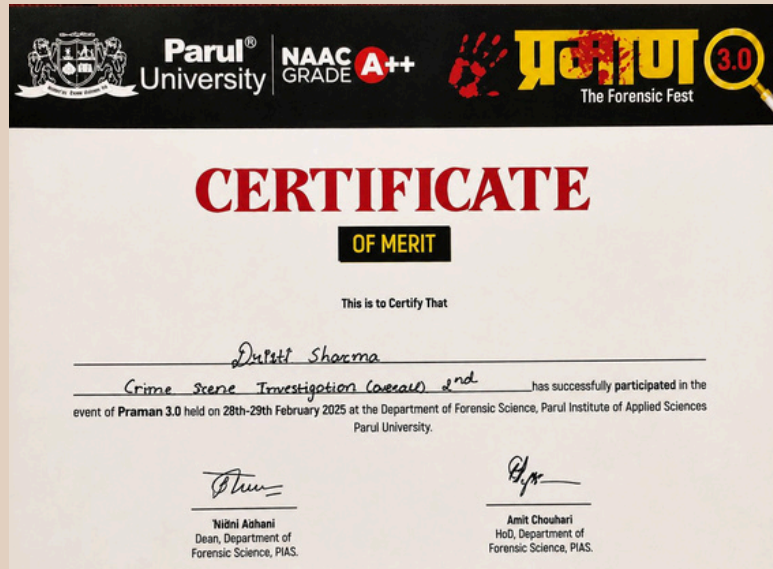 Parul®
University
NAAC
GRADE A++
प्रमाण 3.0
The Forensic Fest
CERTIFICATE
OF MERIT
This is to Certify That
Dristi Sharma
Crime Scene Investigation (overall) 2nd has successfully participated in the
event of Praman 3.0 held on 28th-29th February 2025 at the Department of Forensic Science, Parul Institute of Applied Sciences
Parul University.
Nidni Adhani
Dean, Department of
Forensic Science, PIAS.
Amit Chouhari
HoD, Department of
Forensic Science, PIAS.